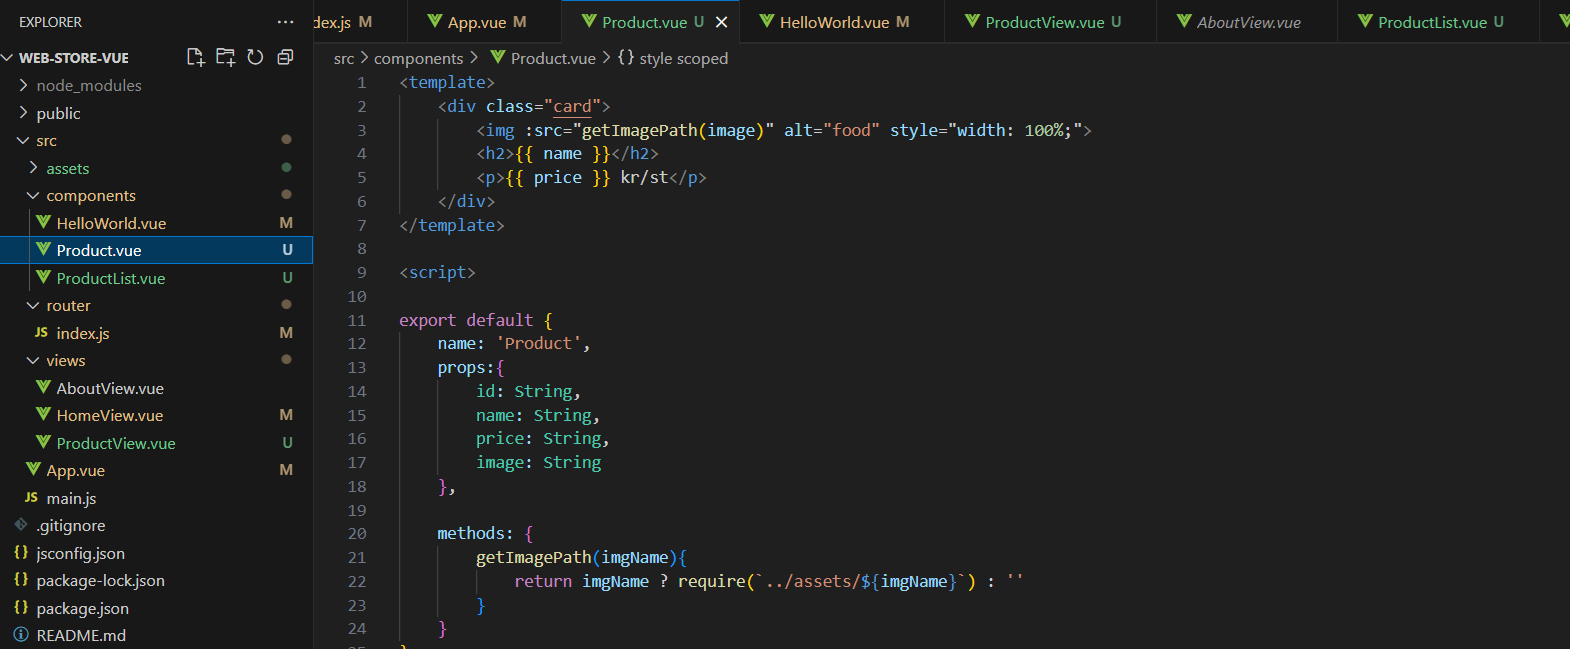 EXPLORER
dex.js M
App.vue M
Product.vue U
HelloWorld.vue M
ProductView.vue U
AboutView.vue
ProductList.vue U
WEB-STORE-VUE
node_modules
public
src
assets
components
HelloWorld.vue M
Product.vue U
ProductList.vue U
router
JS index.js M
views
AboutView.vue
HomeView.vue M
ProductView.vue U
App.vue M
JS main.js
.gitignore
{} jsconfig.json
{} package-lock.json
{} package.json
README.md
src > components > Product.vue > {} style scoped
1 <template>
2 <div class="card">
3 <img :src="getImagePath(image)" alt="food" style="width: 100%;">
4 <h2>{{ name }}</h2>
5 <p>{{ price }} kr/st</p>
6 </div>
7 </template>
8
9 <script>
10
11 export default {
12 name: 'Product',
13 props:{
14 id: String,
15 name: String,
16 price: String,
17 image: String
18 },
19
20 methods: {
21 getImagePath(imgName){
22 return imgName ? require(`../assets/${imgName}`) : ''
23 }
24 }